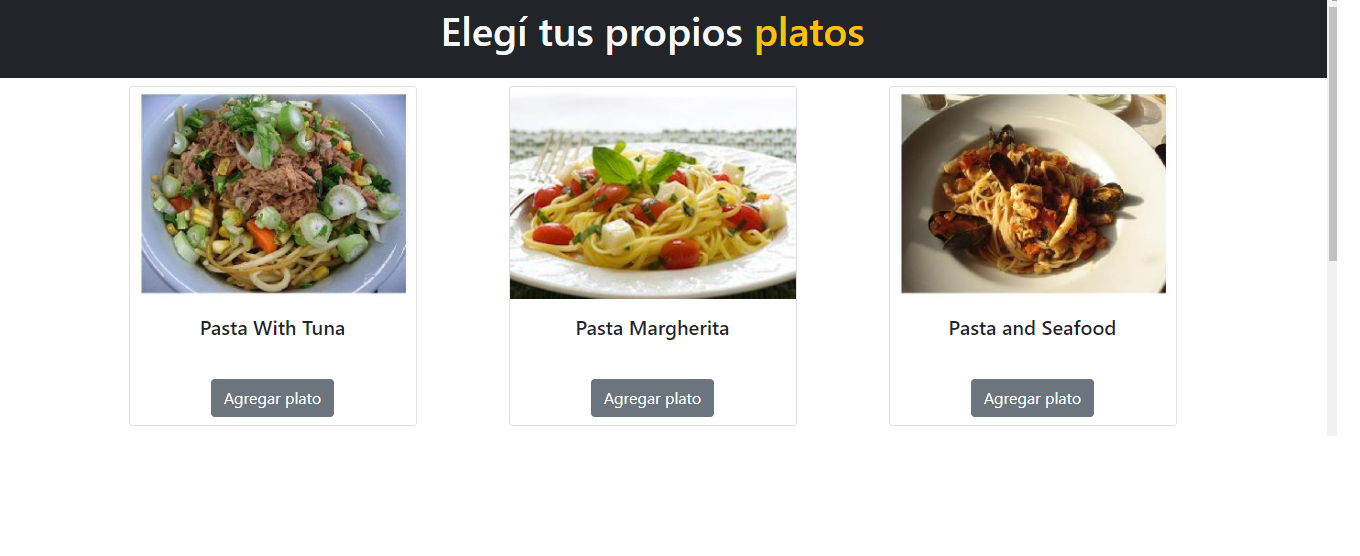 Elegí tus propios platos
Pasta With Tuna
Pasta Margherita
Pasta and Seafood
Agregar plato
Agregar plato
Agregar plato